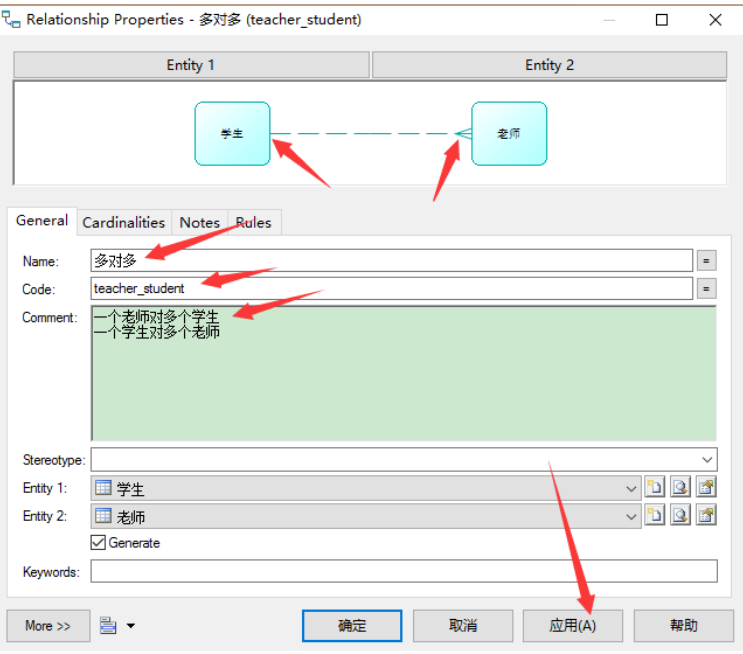 Relationship Properties - 多对多 (teacher_student)
Entity 1
Entity 2
学生
老师
General
Cardinalities
Notes
Rules
Name:
多对多
=
Code:
teacher_student
=
Comment:
一个老师对多个学生
一个学生对多个老师
Stereotype:
Entity 1:
学生
Entity 2:
老师
Generate
Keywords:
More >>
确定
取消
应用(A)
帮助